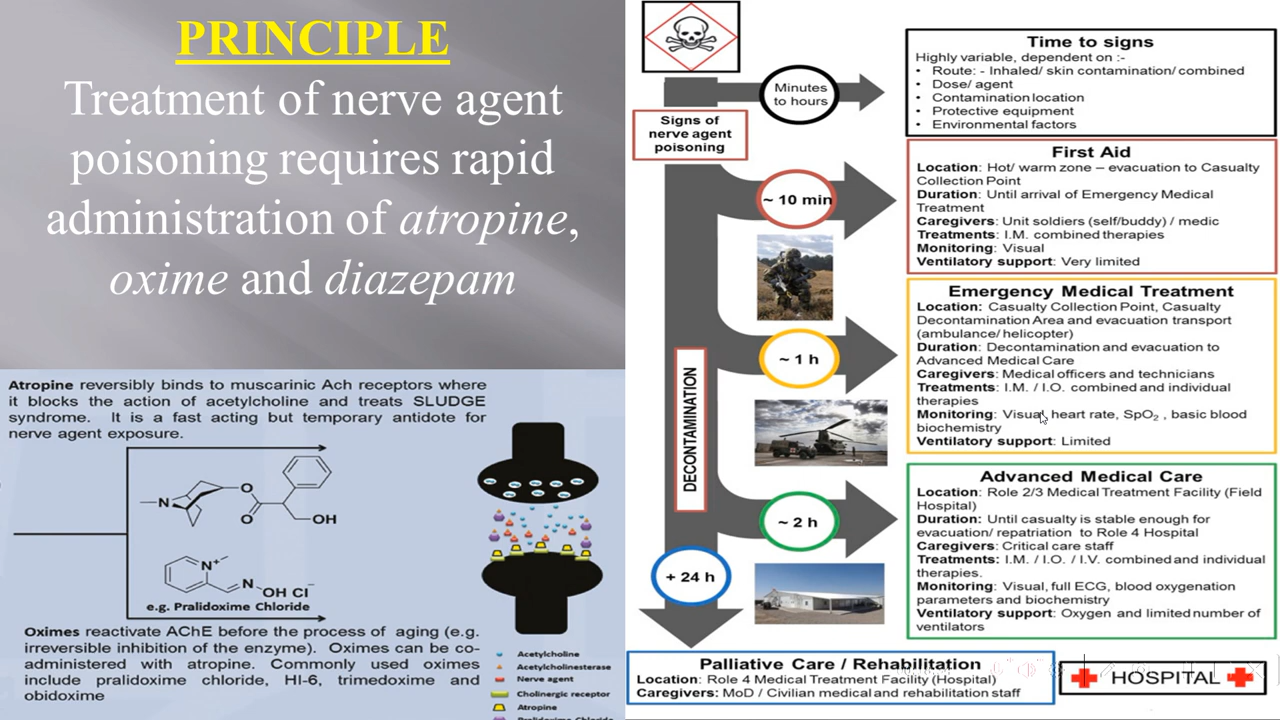 PRINCIPLE
Treatment of nerve agent
poisoning requires rapid
administration of atropine,
oxime and diazepam
Atropine reversibly binds to muscarinic Ach receptors where
it blocks the action of acetylcholine and treats SLUDGE
syndrome. It is a fast acting but temporary antidote for
nerve agent exposure.
N
O
O
OH
N+
N
OH Cl
−
e.g. Pralidoxime Chloride
Oximes reactivate AChE before the process of aging (e.g.
irreversible inhibition of the enzyme). Oximes can be co-
administered with atropine. Commonly used oximes
include pralidoxime chloride, HI-6, trimedoxime and
obidoxime
Acetylcholine
Acetylcholinesterase
Nerve agent
Cholinergic receptor
Atropine
Pralidoxime Chloride
Signs of
nerve agent
poisoning
Minutes
to hours
~ 10 min
~ 1 h
~ 2 h
+ 24 h
DECONTAMINATION
Time to signs
Highly variable, dependent on :-
• Route: - Inhaled/ skin contamination/ combined
• Dose/ agent
• Contamination location
• Protective equipment
• Environmental factors
First Aid
Location: Hot/ warm zone – evacuation to Casualty
Collection Point
Duration: Until arrival of Emergency Medical
Treatment
Caregivers: Unit soldiers (self/buddy) / medic
Treatments: I.M. combined therapies
Monitoring: Visual
Ventilatory support: Very limited
Emergency Medical Treatment
Location: Casualty Collection Point, Casualty
Decontamination Area and evacuation transport
(ambulance/ helicopter)
Duration: Decontamination and evacuation to
Advanced Medical Care
Caregivers: Medical officers and technicians
Treatments: I.M. / I.O. combined and individual
therapies
Monitoring: Visual, heart rate, SpO₂ , basic blood
biochemistry
Ventilatory support: Limited
Advanced Medical Care
Location: Role 2/3 Medical Treatment Facility (Field
Hospital)
Duration: Until casualty is stable enough for
evacuation/ repatriation to Role 4 Hospital
Caregivers: Critical care staff
Treatments: I.M. / I.O. / I.V. combined and individual
therapies.
Monitoring: Visual, full ECG, blood oxygenation
parameters and biochemistry
Ventilatory support: Oxygen and limited number of
ventilators
Palliative Care / Rehabilitation
Location: Role 4 Medical Treatment Facility (Hospital)
Caregivers: MoD / Civilian medical and rehabilitation staff
HOSPITAL